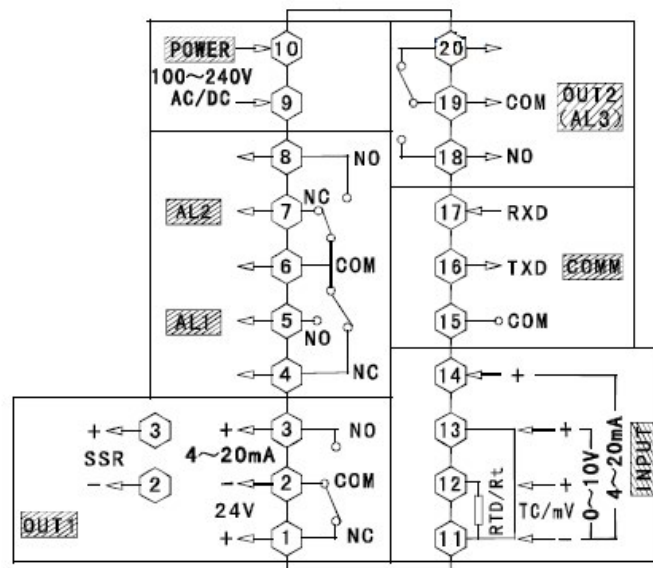 POWER
100～240V
AC/DC
10
9
8
NO
AL2
7
NC
6
COM
AL1
5
NO
4
NC
+
3
SSR
-
2
OUT1
+
4～20mA
3
NO
-
2
COM
24V
+
1
NC
20
19
COM
OUT2
(AL3)
18
NO
17
RXD
16
TXD
COMM
15
COM
14
+
13
+
12
RTD/Rt
+
TC/mV
0～10V
4～20mA
INPUT
11
-